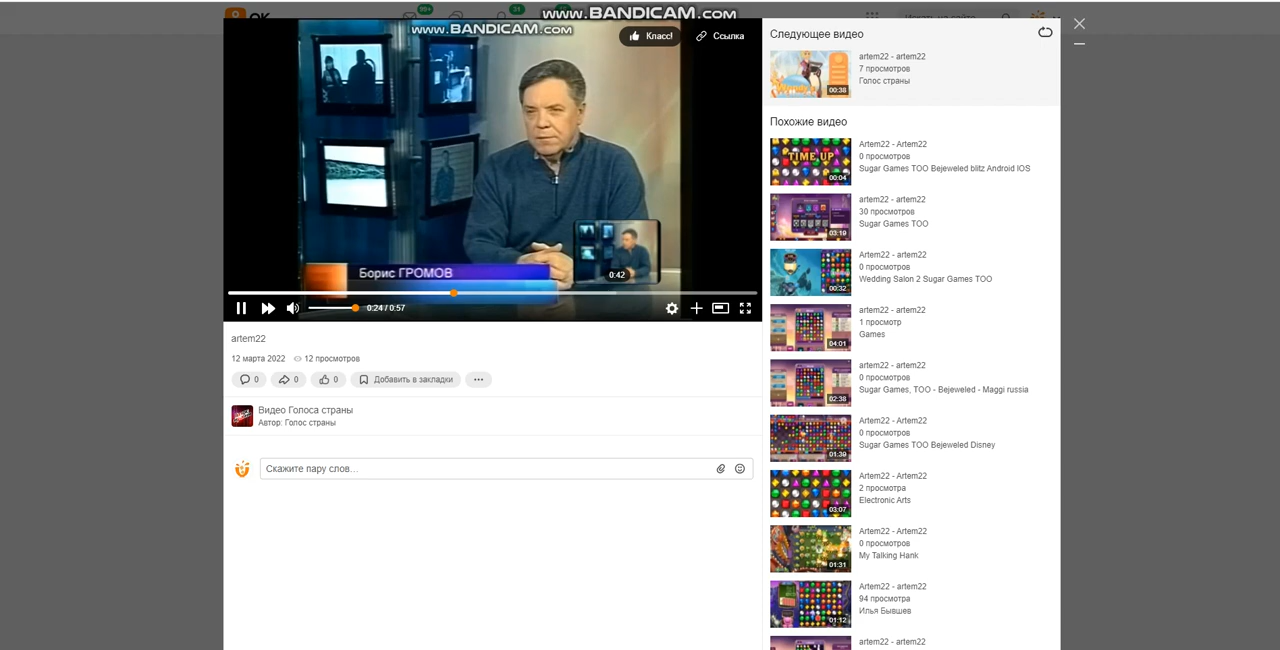 www.BANDICAM.com
www.BANDICAM.com
99+
31
OK
Класс!
Ссылка
Борис ГРОМОВ
0:42
0:24 / 0:57
artem22
12 марта 2022
12 просмотров
0
0
0
Добавить в закладки
Видео Голоса страны
Автор: Голос страны
Скажите пару слов…
Следующее видео
artem22 - artem22
7 просмотров
Голос страны
00:38
Похожие видео
Artem22 - Artem22
0 просмотров
Sugar Games TOO Bejeweled blitz Android IOS
TIME UP
00:04
artem22 - artem22
30 просмотров
Sugar Games TOO
03:19
Artem22 - Artem22
0 просмотров
Wedding Salon 2 Sugar Games TOO
00:32
artem22 - artem22
1 просмотр
Games
04:01
artem22 - artem22
0 просмотров
Sugar Games, TOO - Bejeweled - Maggi russia
02:38
Artem22 - Artem22
0 просмотров
Sugar Games TOO Bejeweled Disney
01:39
Artem22 - Artem22
2 просмотра
Electronic Arts
03:07
Artem22 - Artem22
0 просмотров
My Talking Hank
01:31
Artem22 - artem22
94 просмотра
Илья Бывшев
01:12
artem22 - artem22